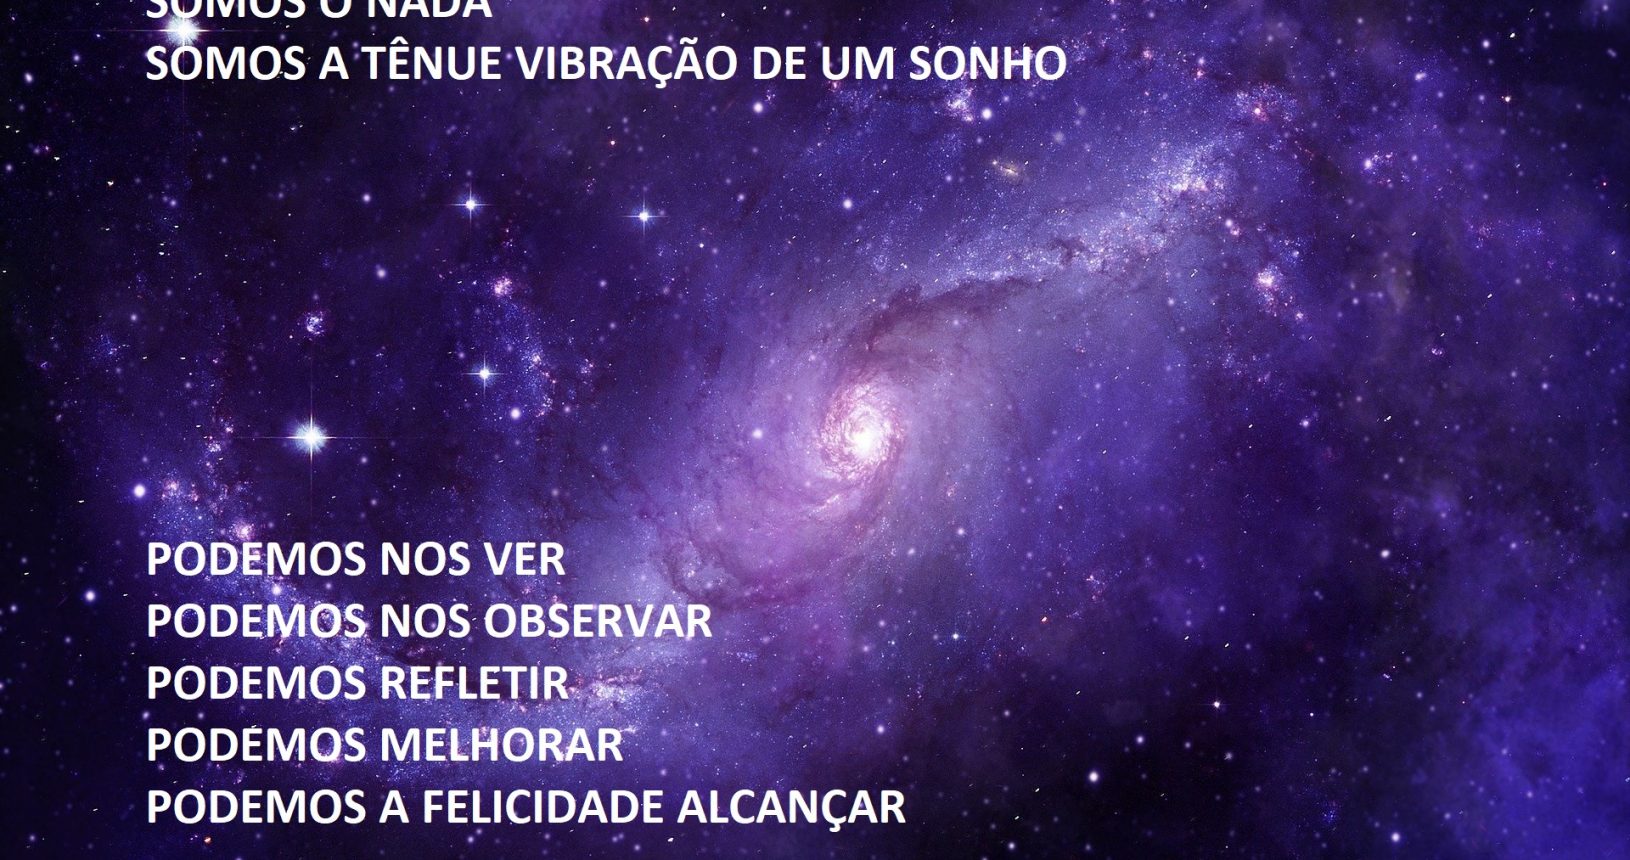 SOMOS O NADA
SOMOS A TÊNUE VIBRAÇÃO DE UM SONHO
PODEMOS NOS VER
PODEMOS NOS OBSERVAR
PODEMOS REFLETIR
PODEMOS MELHORAR
PODEMOS A FELICIDADE ALCANÇAR